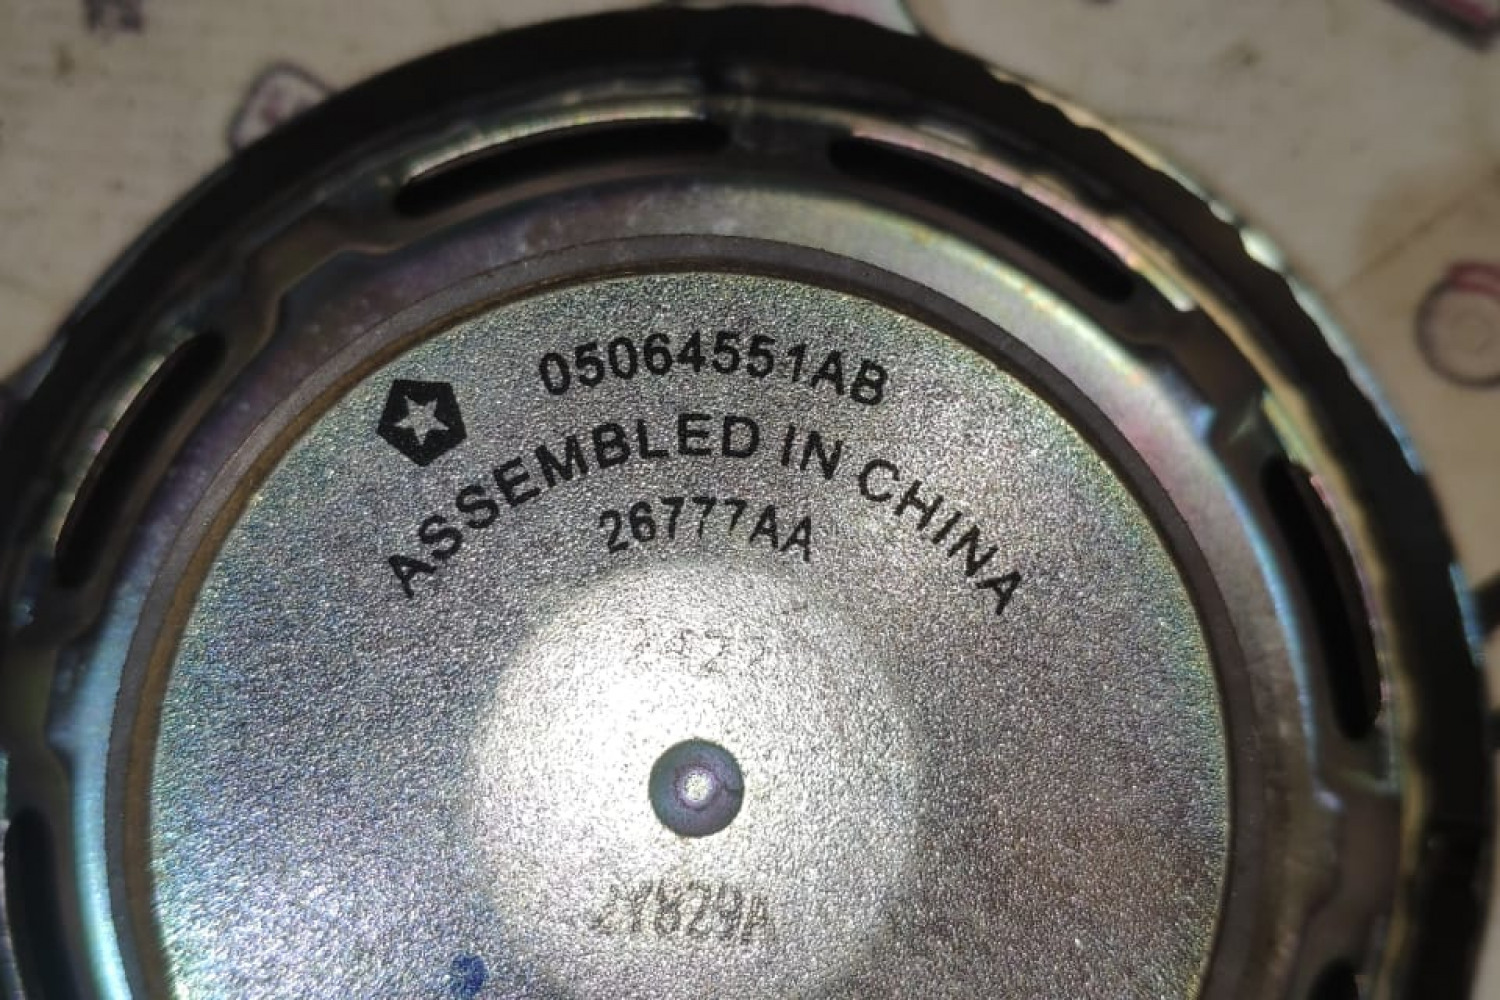 05064551AB
ASSEMBLED IN CHINA
26777AA